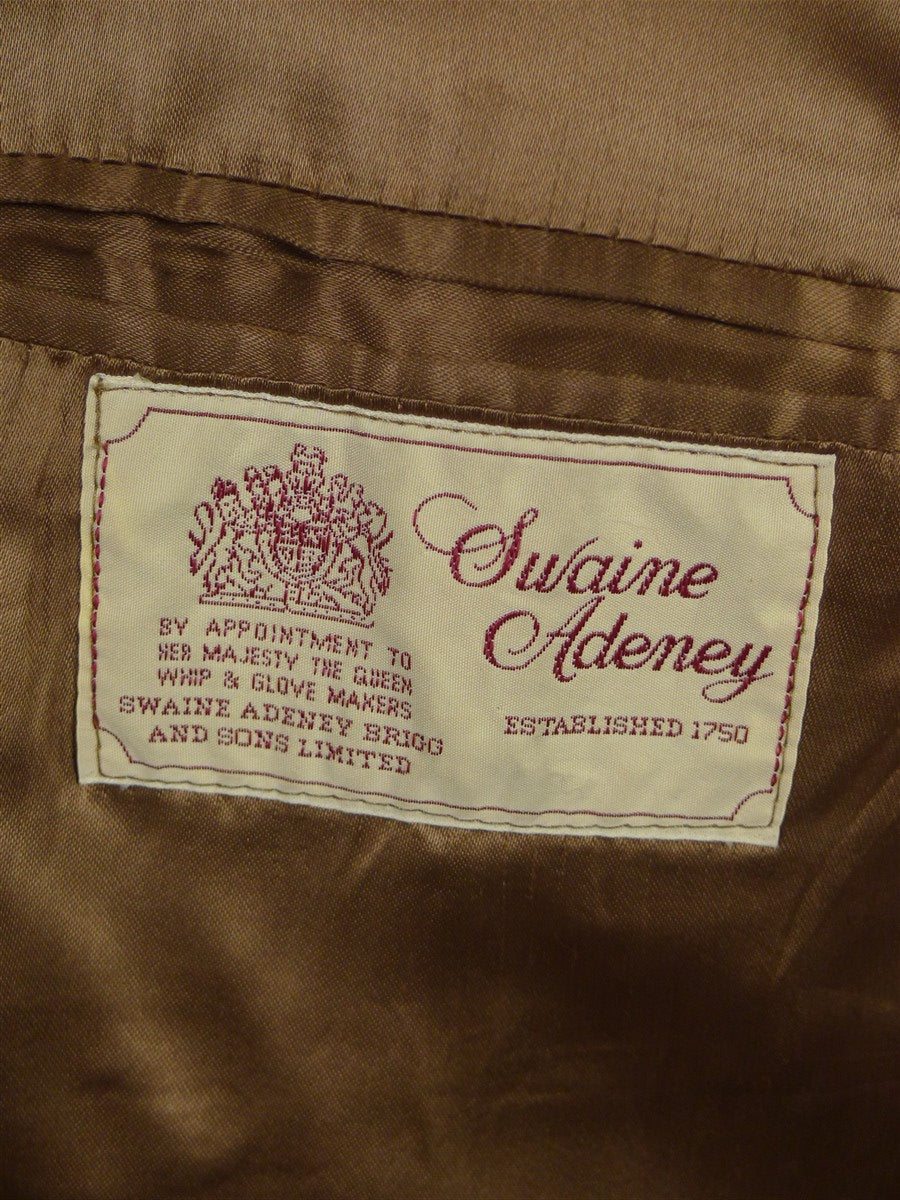 BY APPOINTMENT TO
HER MAJESTY THE QUEEN
WHIP & GLOVE MAKERS
SWAINE ADENEY BRIGG
AND SONS LIMITED
Swaine
Adeney
ESTABLISHED 1750